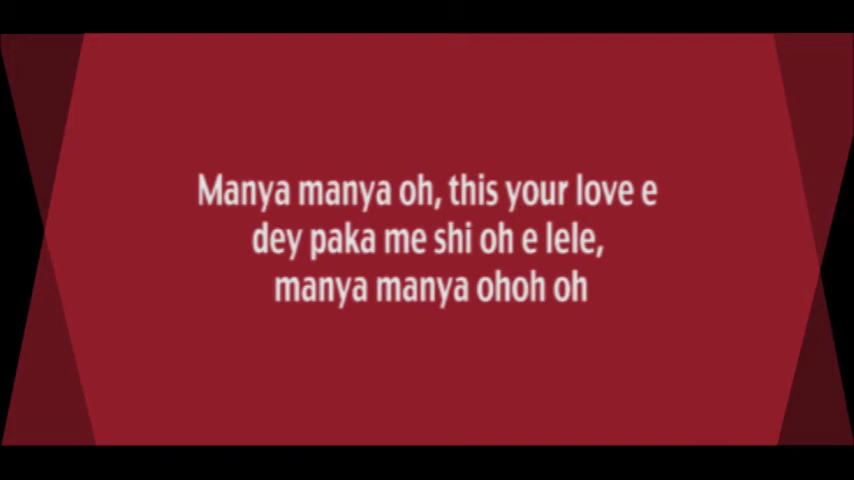 Manya manya oh, this your love e
dey paka me shi oh e lele,
manya manya ohoh oh